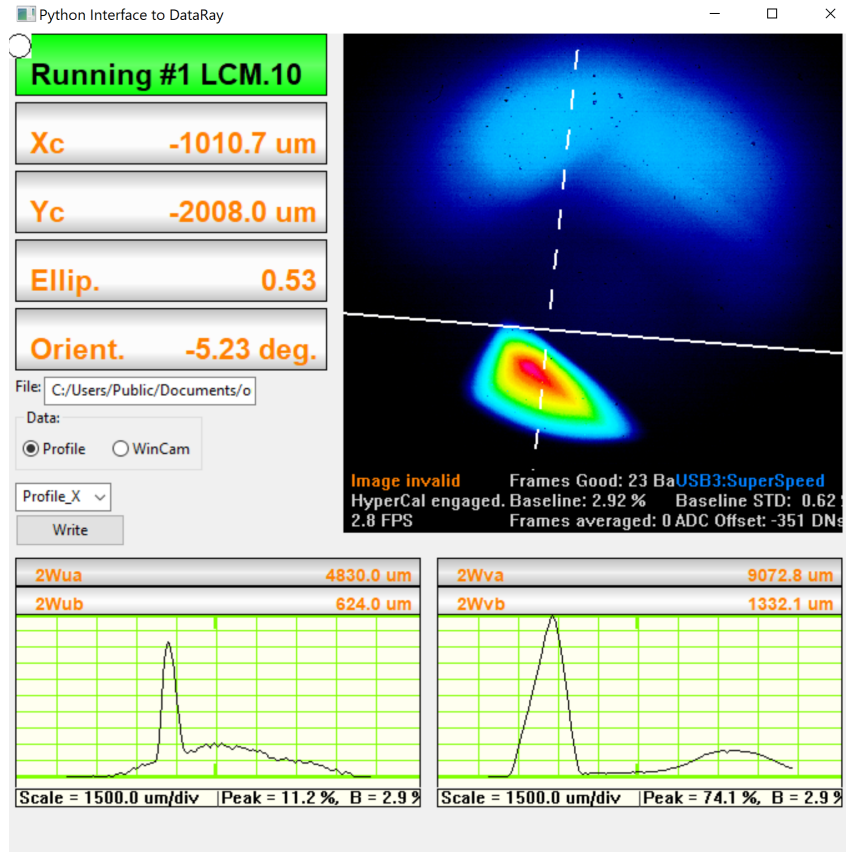 Python Interface to DataRay
Running #1 LCM.10
Xc -1010.7 um
Yc -2008.0 um
Ellip. 0.53
Orient. -5.23 deg.
File: C:/Users/Public/Documents/o
Data:
Profile WinCam
Profile_X
Write
Image invalid Frames Good: 23 Ba USB3:SuperSpeed
HyperCal engaged. Baseline: 2.92 % Baseline STD: 0.62
2.8 FPS Frames averaged: 0 ADC Offset: -351 DNs
2Wua 4830.0 um
2Wub 624.0 um
Scale = 1500.0 um/div Peak = 11.2 %, B = 2.9 %
2Wva 9072.8 um
2Wvb 1332.1 um
Scale = 1500.0 um/div Peak = 74.1 %, B = 2.9 %